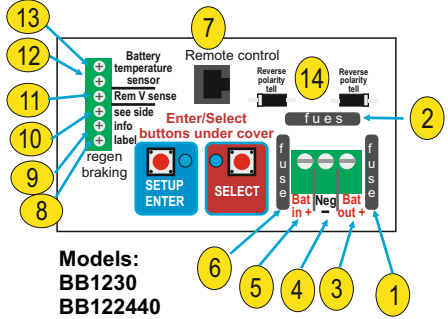 13
7
12
11
10
9
8
Battery
temperature
sensor
Rem V sense
see side
info
label
regen
braking
Remote control
Reverse
polarity
tell
14
Reverse
polarity
tell
fues
2
Enter/Select
buttons under cover
SETUP
ENTER
SELECT
fuse
Bat
in +
Neg
−
Bat
out +
fuse
6
5
4
3
1
Models:
BB1230
BB122440